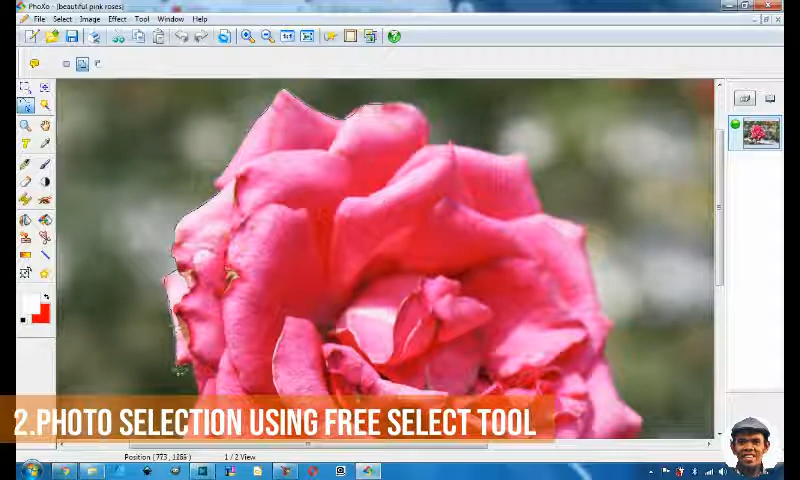 PhoXo - [beautiful pink roses]
File Select Image Effect Tool Window Help
2.PHOTO SELECTION USING FREE SELECT TOOL
Position (773, 1266) 1 / 2 View